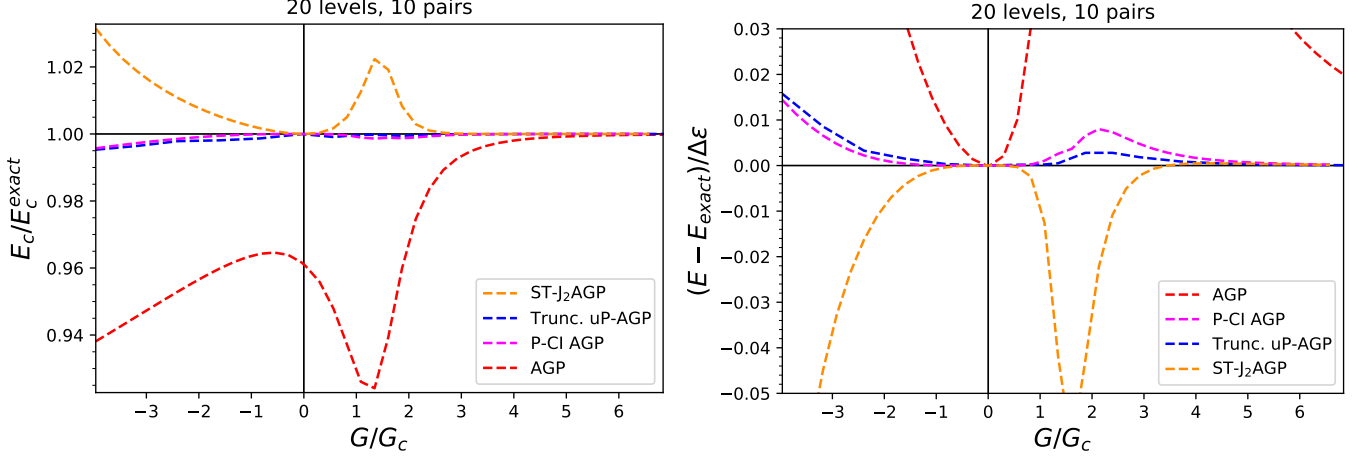 20 levels, 10 pairs
E_c/E_c^{exact}
1.02
1.00
0.98
0.96
0.94
ST-J₂AGP
Trunc. uP-AGP
P-CI AGP
AGP
−3 −2 −1 0 1 2 3 4 5 6
G/G_c
20 levels, 10 pairs
(E − E_{exact})/Δε
0.03
0.02
0.01
0.00
−0.01
−0.02
−0.03
−0.04
−0.05
AGP
P-CI AGP
Trunc. uP-AGP
ST-J₂AGP
−3 −2 −1 0 1 2 3 4 5 6
G/G_c